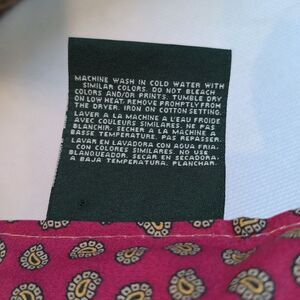 MACHINE WASH IN COLD WATER WITH
SIMILAR COLORS. DO NOT BLEACH
COLORS AND/OR PRINTS. TUMBLE DRY
ON LOW HEAT. REMOVE PROMPTLY FROM
THE DRYER. IRON ON COTTON SETTING.
LAVER A LA MACHINE A L'EAU FROIDE
AVEC COULEURS SIMILAIRES. NE PAS
BLANCHIR. SECHER A LA MACHINE A
BASSE TEMPERATURE. PAS REPASSER.
LAVAR EN LAVADORA CON AGUA FRIA.
CON COLORES SIMILARES. NO USE
BLANQUEADOR. SECAR EN SECADORA.
A BAJA TEMPERATURA. PLANCHAR.